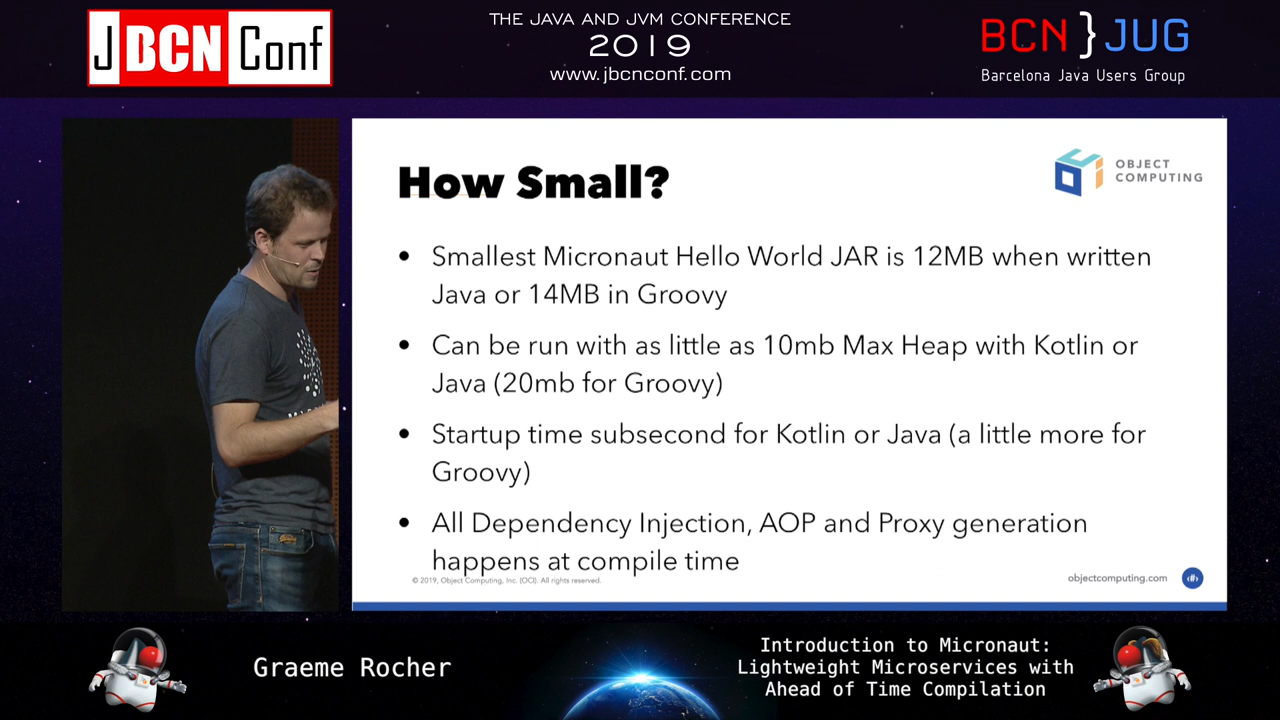 JBCNConf
THE JAVA AND JVM CONFERENCE
2019
www.jbcnconf.com
BCN}JUG
Barcelona Java Users Group
How Small?
OBJECT
COMPUTING
• Smallest Micronaut Hello World JAR is 12MB when written
Java or 14MB in Groovy
• Can be run with as little as 10mb Max Heap with Kotlin or
Java (20mb for Groovy)
• Startup time subsecond for Kotlin or Java (a little more for
Groovy)
• All Dependency Injection, AOP and Proxy generation
happens at compile time
© 2019, Object Computing, Inc. (OCI). All rights reserved.
objectcomputing.com
‹#›
Graeme Rocher
Introduction to Micronaut:
Lightweight Microservices with
Ahead of Time Compilation